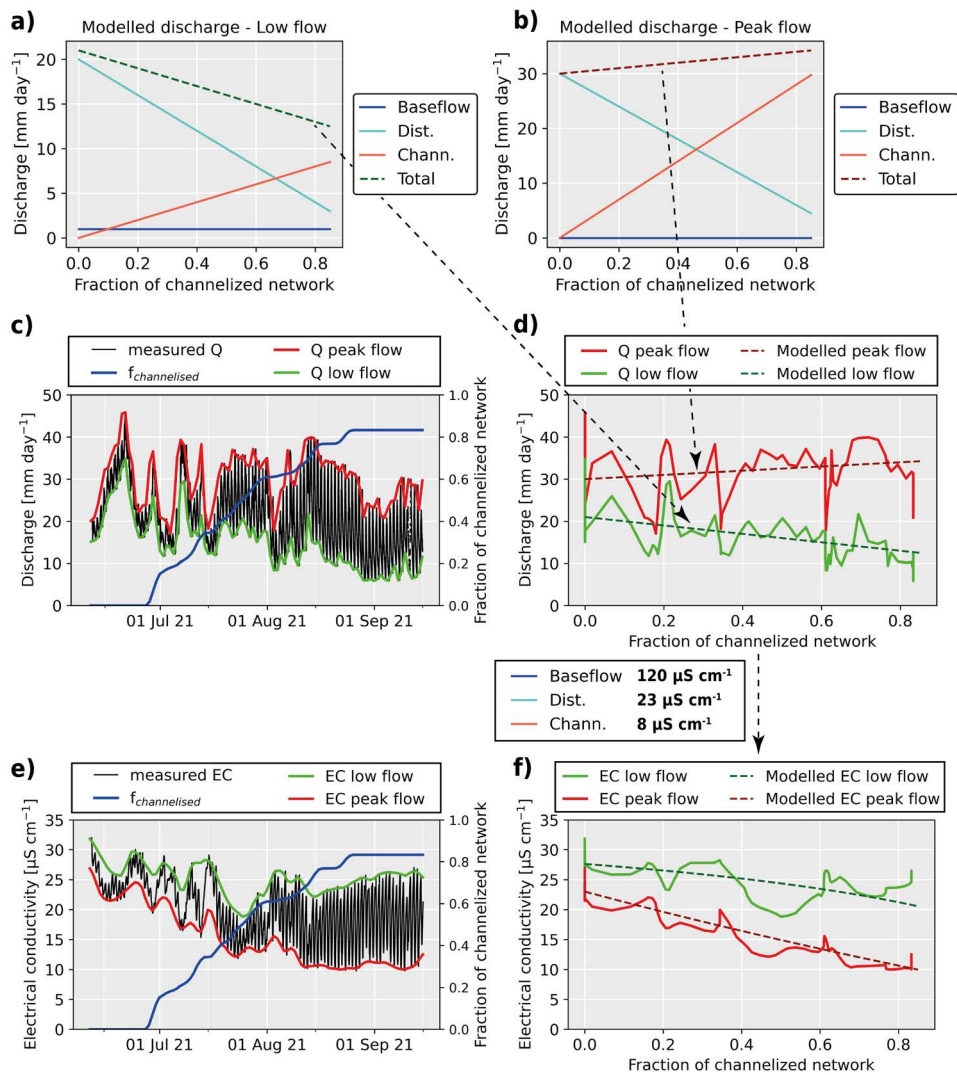 a)
Modelled discharge - Low flow
Discharge [mm day⁻¹]
20
15
10
5
0
0.0 0.2 0.4 0.6 0.8
Fraction of channelized network
Baseflow
Dist.
Chann.
Total
b)
Modelled discharge - Peak flow
Discharge [mm day⁻¹]
30
20
10
0
0.0 0.2 0.4 0.6 0.8
Fraction of channelized network
Baseflow
Dist.
Chann.
Total
c)
measured Q
f_channelised
Q peak flow
Q low flow
Discharge [mm day⁻¹]
50
40
30
20
10
0
01 Jul 21 01 Aug 21 01 Sep 21
1.0
0.8
0.6
0.4
0.2
0.0
Fraction of channelized network
d)
Q peak flow
Q low flow
Modelled peak flow
Modelled low flow
Discharge [mm day⁻¹]
50
40
30
20
10
0
0.0 0.2 0.4 0.6 0.8
Fraction of channelized network
Baseflow 120 µS cm⁻¹
Dist. 23 µS cm⁻¹
Chann. 8 µS cm⁻¹
e)
measured EC
f_channelised
EC low flow
EC peak flow
Electrical conductivity [µS cm⁻¹]
35
30
25
20
15
10
5
0
01 Jul 21 01 Aug 21 01 Sep 21
1.0
0.8
0.6
0.4
0.2
0.0
Fraction of channelized network
f)
EC low flow
EC peak flow
Modelled EC low flow
Modelled EC peak flow
Electrical conductivity [µS cm⁻¹]
35
30
25
20
15
10
5
0
0.0 0.2 0.4 0.6 0.8
Fraction of channelized network